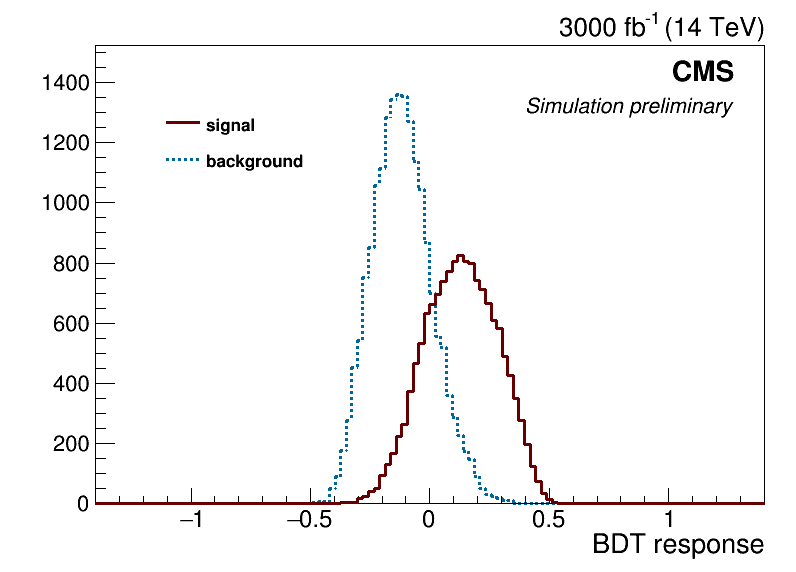 3000 fb-1 (14 TeV)
CMS
Simulation preliminary
signal
background
1400
1200
1000
800
600
400
200
0
−1 −0.5 0 0.5 1
BDT response